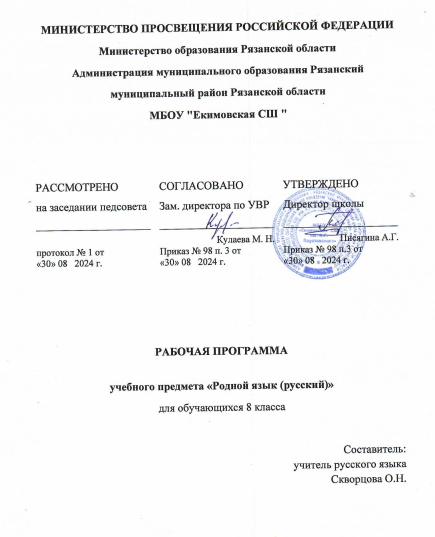 МИНИСТЕРСТВО ПРОСВЕЩЕНИЯ РОССИЙСКОЙ ФЕДЕРАЦИИ
Министерство образования Рязанской области
Администрация муниципального образования Рязанский
муниципальный район Рязанской области
МБОУ "Екимовская СШ "
РАССМОТРЕНО СОГЛАСОВАНО УТВЕРЖДЕНО
на заседании педсовета Зам. директора по УВР Директор школы
Кулаева М. Н. Писягина А.Г.
протокол № 1 от Приказ № 98 п. 3 от Приказ № 98 п.3 от
«30» 08 2024 г. «30» 08 2024 г. «30» 08 2024 г.
РАБОЧАЯ ПРОГРАММА
учебного предмета «Родной язык (русский)»
для обучающихся 8 класса
Составитель:
учитель русского языка
Скворцова О.Н.